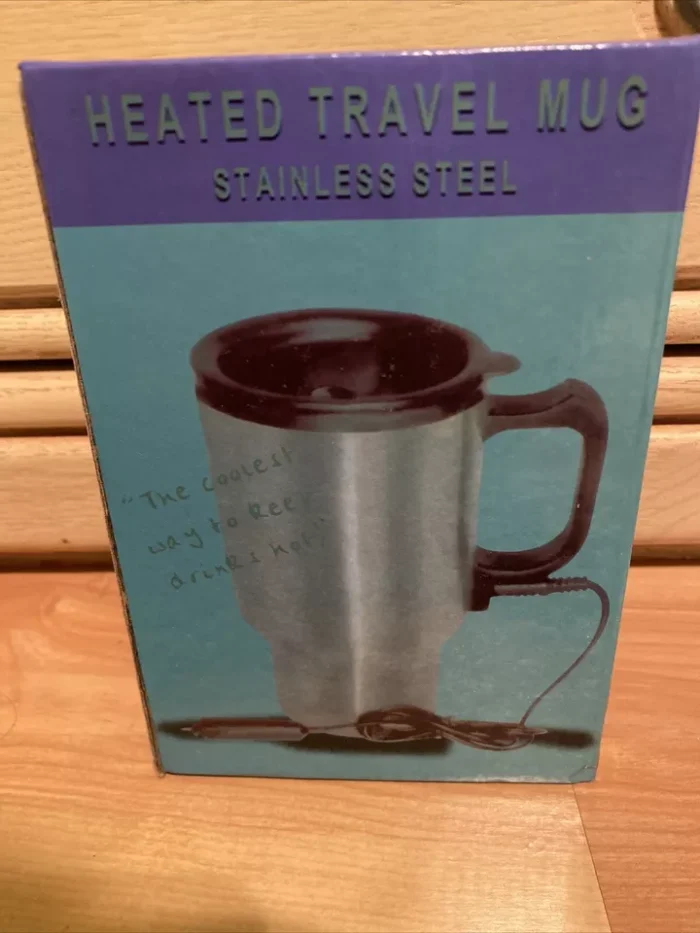 HEATED TRAVEL MUG
STAINLESS STEEL
"The coolest
way to kee
drinks hot"